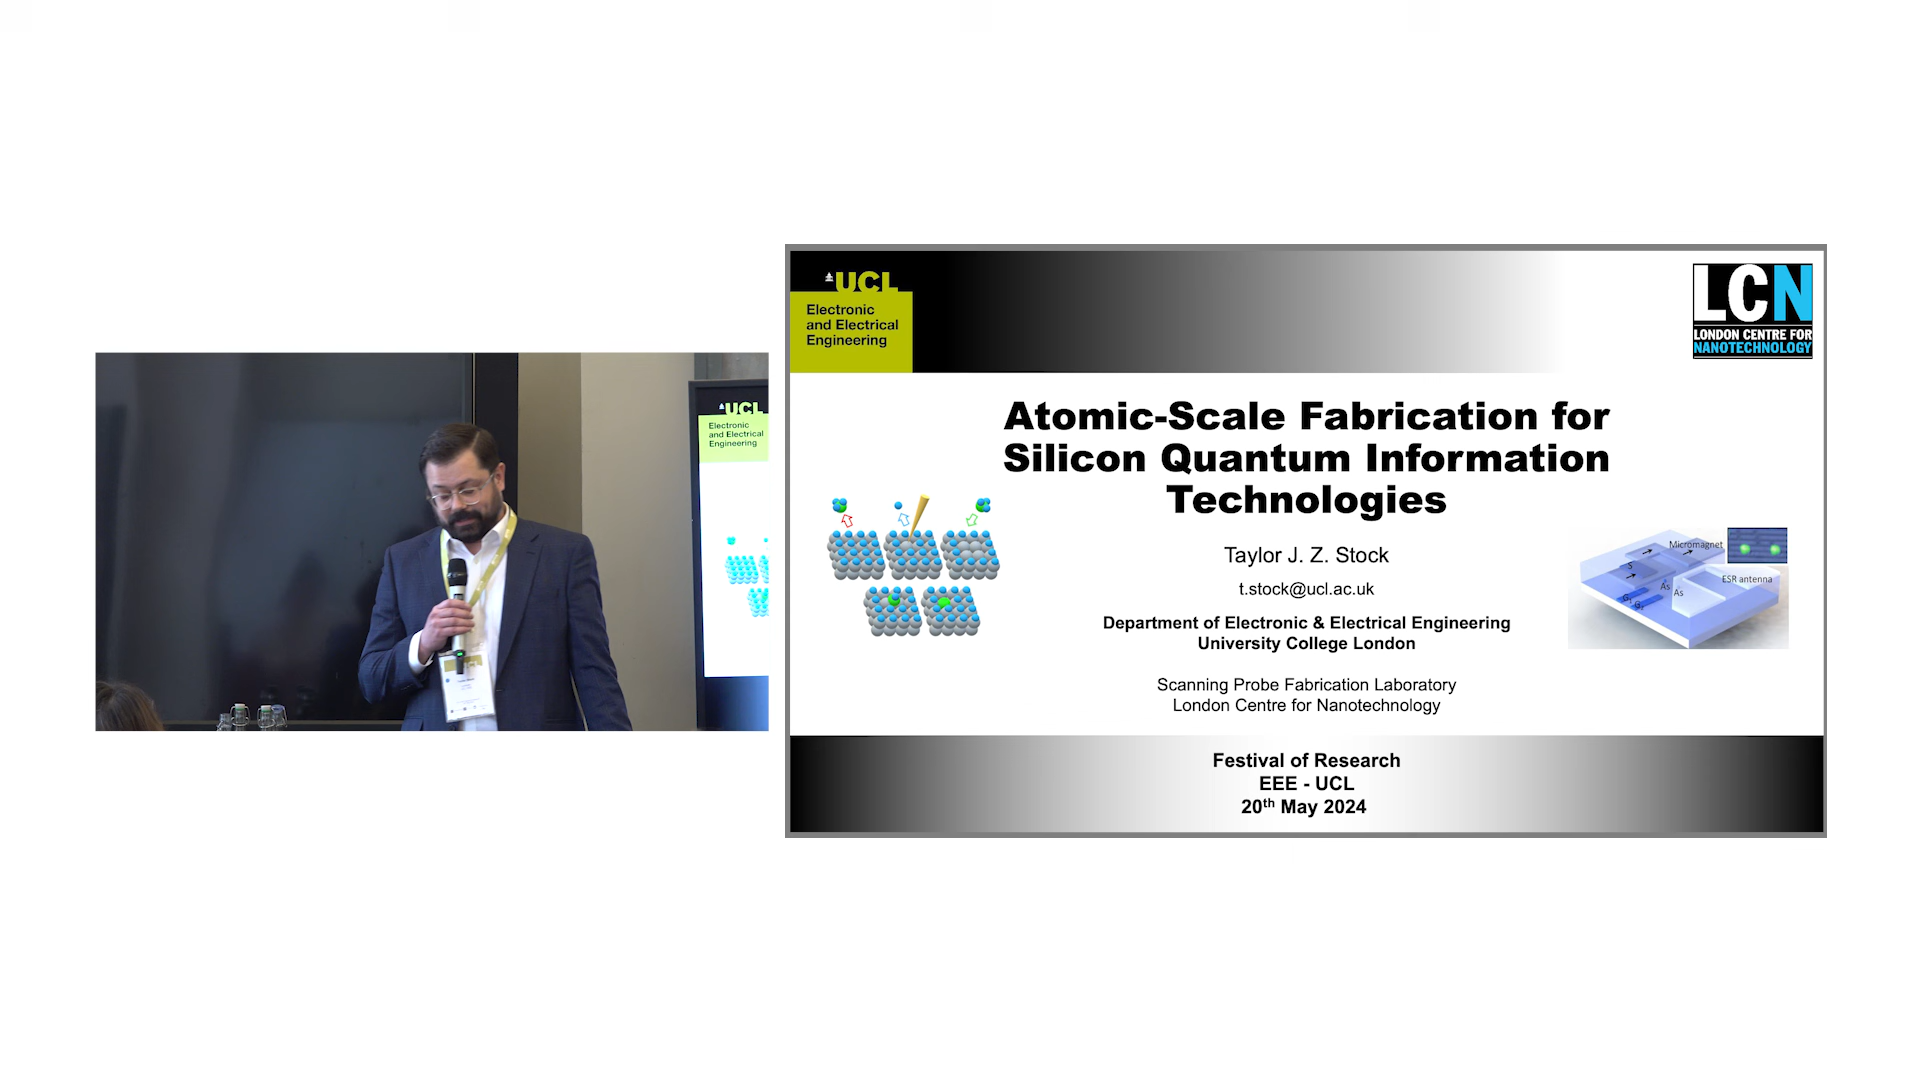 UCL
Electronic
and Electrical
Engineering
UCL
Electronic
and Electrical
Engineering
LCN
LONDON CENTRE FOR
NANOTECHNOLOGY
Atomic-Scale Fabrication for
Silicon Quantum Information
Technologies
Taylor J. Z. Stock
t.stock@ucl.ac.uk
Department of Electronic & Electrical Engineering
University College London
Scanning Probe Fabrication Laboratory
London Centre for Nanotechnology
Micromagnet
S
ESR antenna
As
As
G₁
G₂
Festival of Research
EEE - UCL
20th May 2024